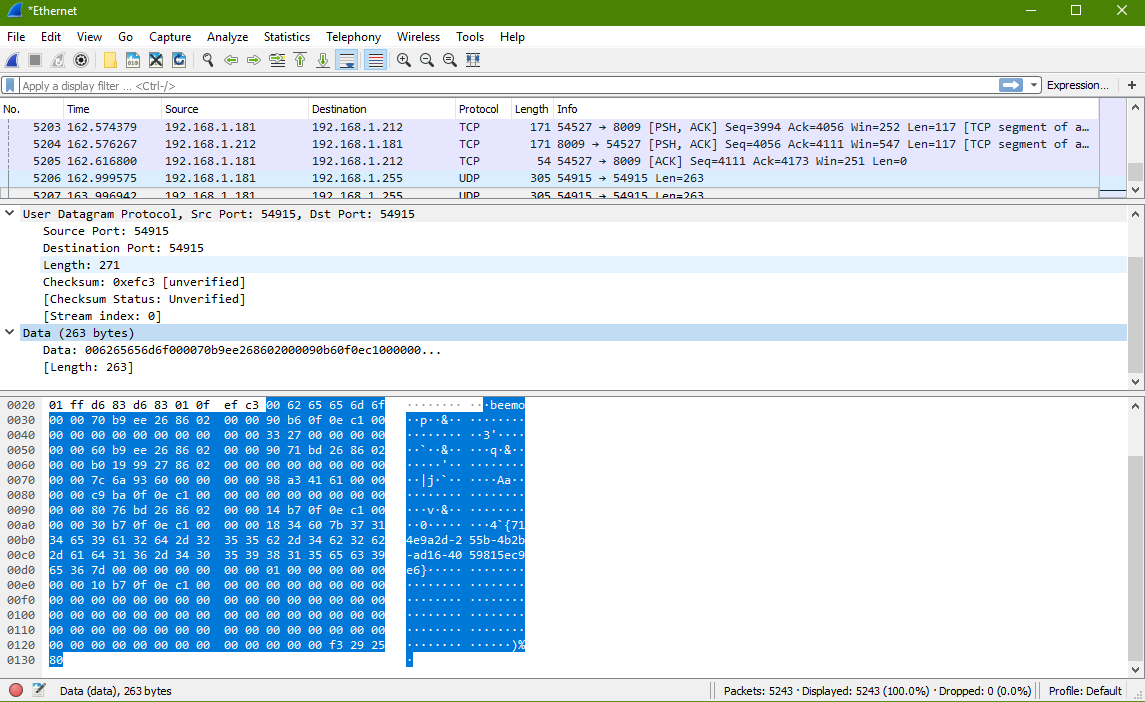 *Ethernet
File Edit View Go Capture Analyze Statistics Telephony Wireless Tools Help
Apply a display filter ... <Ctrl-/> Expression... +
No. Time Source Destination Protocol Length Info
5203 162.574379 192.168.1.181 192.168.1.212 TCP 171 54527 → 8009 [PSH, ACK] Seq=3994 Ack=4056 Win=252 Len=117 [TCP segment of a…
5204 162.576267 192.168.1.212 192.168.1.181 TCP 171 8009 → 54527 [PSH, ACK] Seq=4056 Ack=4111 Win=547 Len=117 [TCP segment of a…
5205 162.616800 192.168.1.181 192.168.1.212 TCP 54 54527 → 8009 [ACK] Seq=4111 Ack=4173 Win=251 Len=0
5206 162.999575 192.168.1.181 192.168.1.255 UDP 305 54915 → 54915 Len=263
5207 163.996942 192.168.1.181 192.168.1.255 UDP 305 54915 → 54915 Len=263
User Datagram Protocol, Src Port: 54915, Dst Port: 54915
Source Port: 54915
Destination Port: 54915
Length: 271
Checksum: 0xefc3 [unverified]
[Checksum Status: Unverified]
[Stream index: 0]
Data (263 bytes)
Data: 006265656d6f000070b9ee268602000090b60f0ec1000000...
[Length: 263]
0020 01 ff d6 83 d6 83 01 0f ef c3 00 62 65 65 6d 6f ········ ···beemo
0030 00 00 70 b9 ee 26 86 02 00 00 90 b6 0f 0e c1 00 ··p··&·· ········
0040 00 00 00 00 00 00 00 00 00 00 33 27 00 00 00 00 ········ ··3'····
0050 00 00 60 b9 ee 26 86 02 00 00 90 71 bd 26 86 02 ··`··&·· ···q·&··
0060 00 00 b0 19 99 27 86 02 00 00 00 00 00 00 00 00 ·····'·· ········
0070 00 00 7c 6a 93 60 00 00 00 00 98 a3 41 61 00 00 ··|j·`·· ····Aa··
0080 00 00 c9 ba 0f 0e c1 00 00 00 00 00 00 00 00 00 ········ ········
0090 00 00 80 76 bd 26 86 02 00 00 14 b7 0f 0e c1 00 ···v·&·· ········
00a0 00 00 30 b7 0f 0e c1 00 00 00 18 34 60 7b 37 31 ··0····· ···4`{71
00b0 34 65 39 61 32 64 2d 32 35 35 62 2d 34 62 32 62 4e9a2d-2 55b-4b2b
00c0 2d 61 64 31 36 2d 34 30 35 39 38 31 35 65 63 39 -ad16-40 59815ec9
00d0 65 36 7d 00 00 00 00 00 00 00 01 00 00 00 00 00 e6}····· ········
00e0 00 00 10 b7 0f 0e c1 00 00 00 00 00 00 00 00 00 ········ ········
00f0 00 00 00 00 00 00 00 00 00 00 00 00 00 00 00 00 ········ ········
0100 00 00 00 00 00 00 00 00 00 00 00 00 00 00 00 00 ········ ········
0110 00 00 00 00 00 00 00 00 00 00 00 00 00 00 00 00 ········ ········
0120 00 00 00 00 00 00 00 00 00 00 00 00 00 f3 29 25 ········ ······)%
0130 80 ·
Data (data), 263 bytes Packets: 5243 · Displayed: 5243 (100.0%) · Dropped: 0 (0.0%) Profile: Default